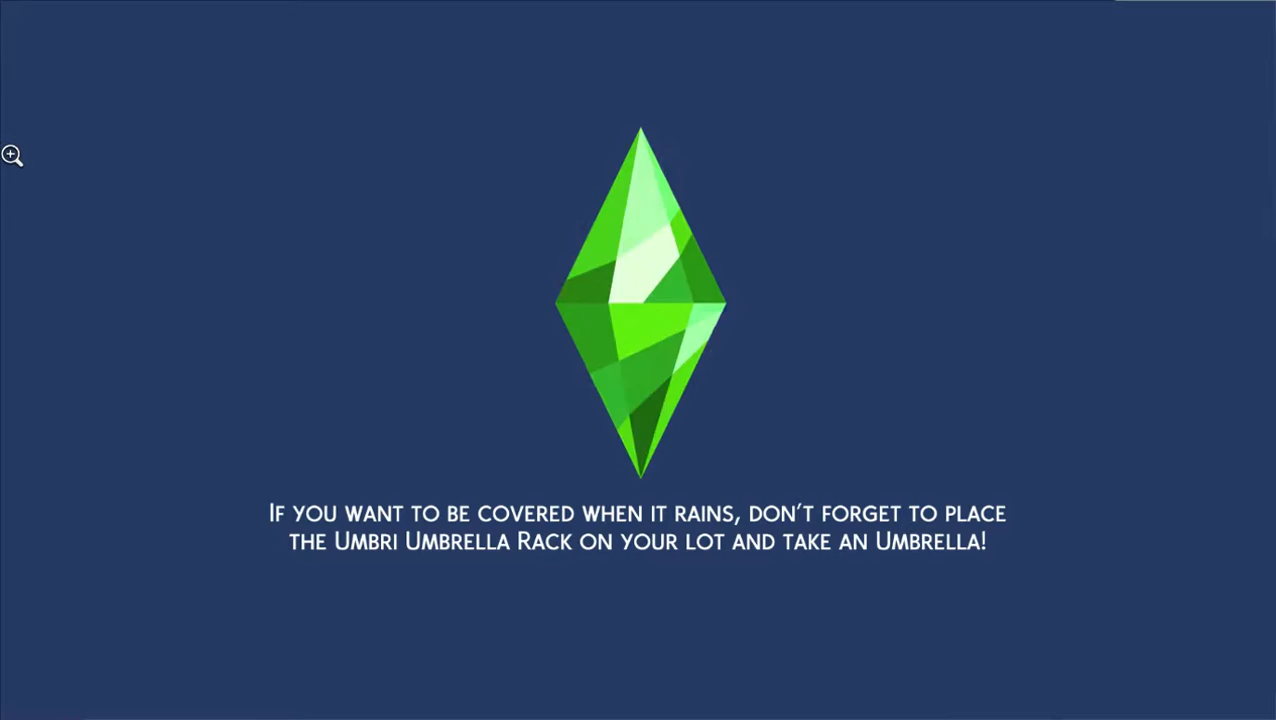 If you want to be covered when it rains, don't forget to place
the Umbri Umbrella Rack on your lot and take an Umbrella!